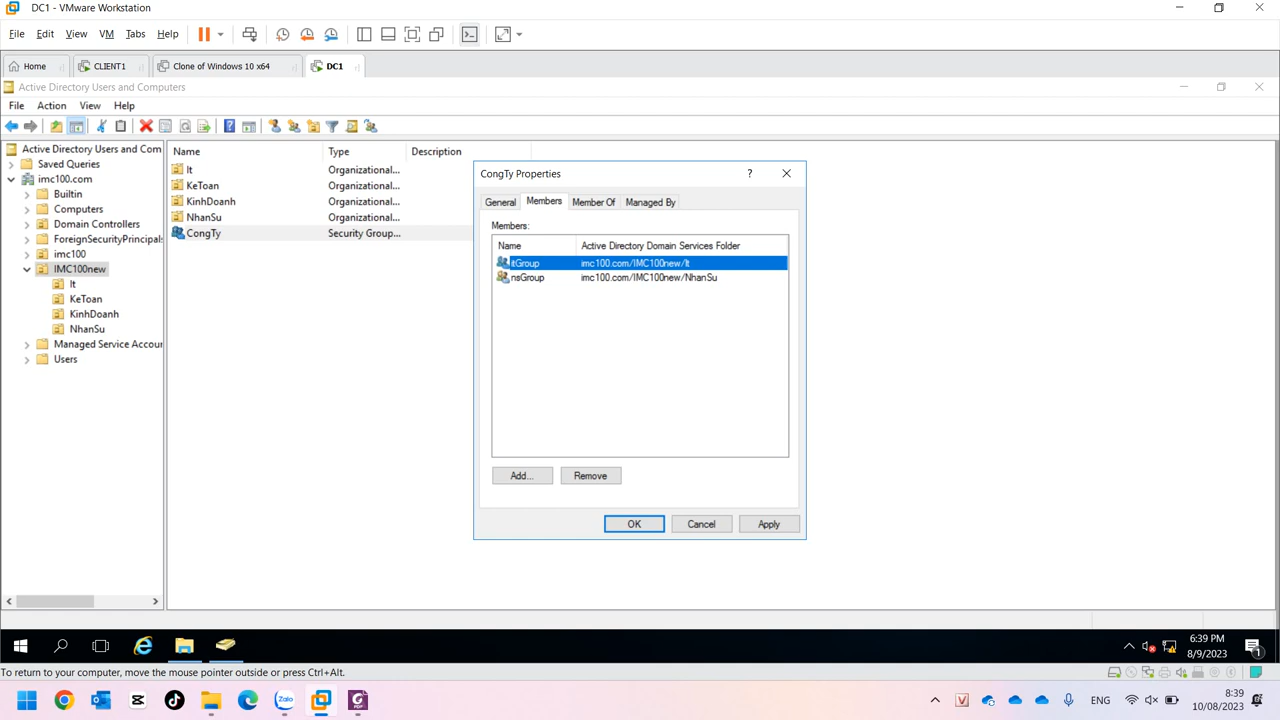 DC1 - VMware Workstation
File Edit View VM Tabs Help
Home CLIENT1 Clone of Windows 10 x64 DC1
Active Directory Users and Computers
File Action View Help
Active Directory Users and Com
Saved Queries
imc100.com
Builtin
Computers
Domain Controllers
ForeignSecurityPrincipals
imc100
IMC100new
It
KeToan
KinhDoanh
NhanSu
Managed Service Accour
Users
Name Type Description
It Organizational...
KeToan Organizational...
KinhDoanh Organizational...
NhanSu Organizational...
CongTy Security Group...
CongTy Properties
General Members Member Of Managed By
Members:
Name Active Directory Domain Services Folder
itGroup imc100.com/IMC100new/It
nsGroup imc100.com/IMC100new/NhanSu
Add... Remove
OK Cancel Apply
6:39 PM
8/9/2023
1
To return to your computer, move the mouse pointer outside or press Ctrl+Alt.
ENG
8:39
10/08/2023